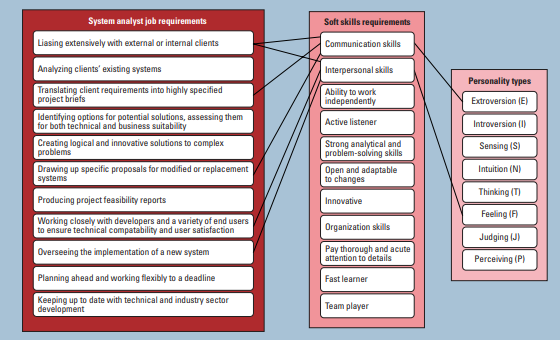 System analyst job requirements
Liasing extensively with external or internal clients
Analyzing clients' existing systems
Translating client requirements into highly specified
project briefs
Identifying options for potential solutions, assessing them
for both technical and business suitability
Creating logical and innovative solutions to complex
problems
Drawing up specific proposals for modified or replacement
systems
Producing project feasibility reports
Working closely with developers and a variety of end users
to ensure technical compatability and user satisfaction
Overseeing the implementation of a new system
Planning ahead and working flexibly to a deadline
Keeping up to date with technical and industry sector
development
Soft skills requirements
Communication skills
Interpersonal skills
Ability to work
independently
Active listener
Strong analytical and
problem-solving skills
Open and adaptable
to changes
Innovative
Organization skills
Pay thorough and acute
attention to details
Fast learner
Team player
Personality types
Extroversion (E)
Introversion (I)
Sensing (S)
Intuition (N)
Thinking (T)
Feeling (F)
Judging (J)
Perceiving (P)